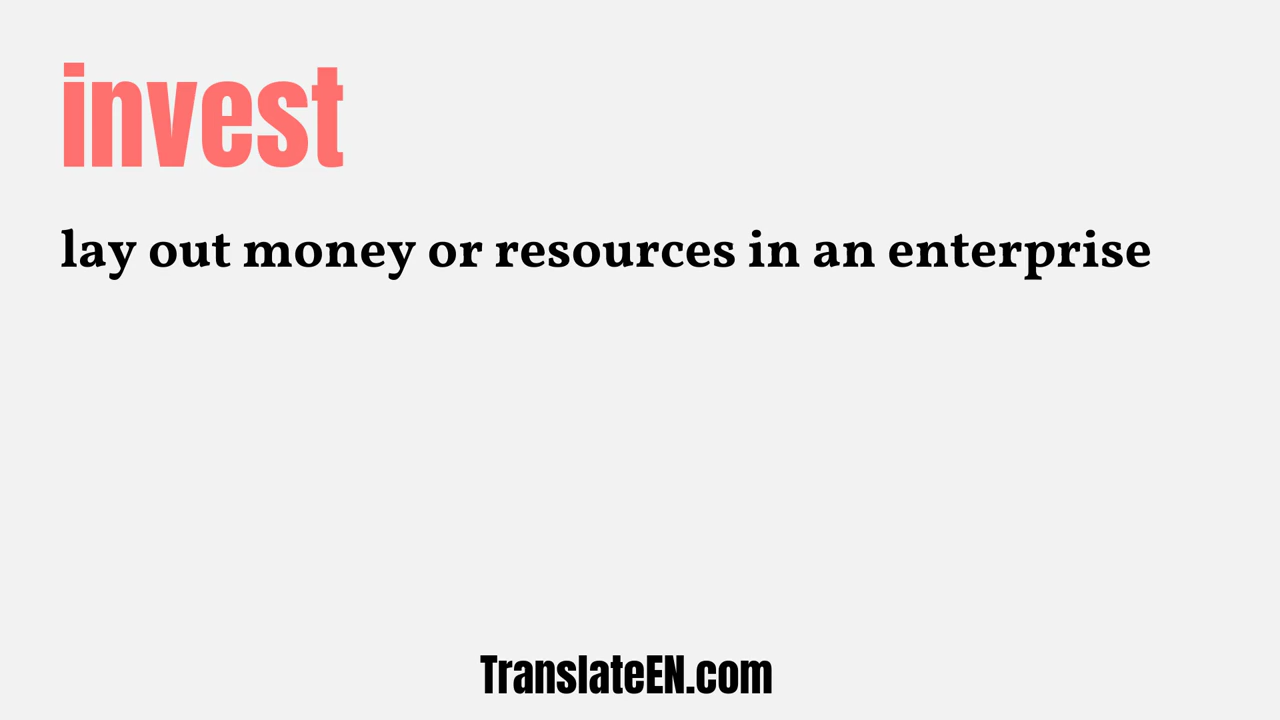 invest
lay out money or resources in an enterprise
TranslateEN.com